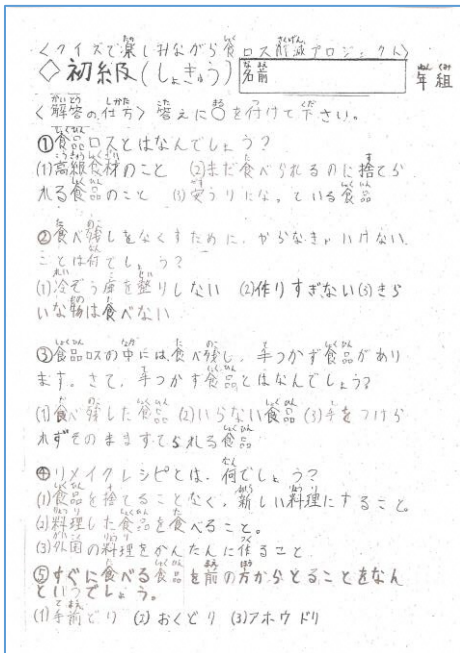 ＜クイズで楽しみながら食ロス削減プロジェクト＞
◇初級(しょきゅう) 名前 年 組
＜解答の仕方＞ 答えに○を付けて下さい。
①食品ロスとはなんでしょう?
(1)高級食材のこと (2)まだ食べられるのに捨てら
れる食品のこと (3)安うりになっている食品
②食べ残しをなくすために、やらなきゃいけない
ことは何でしょう?
(1)冷ぞう庫を整りしない (2)作りすぎない(3)きら
いな物は食べない
③食品ロスの中には、食べ残し、手つかず食品があり
ます。さて、手つかず食品とはなんでしょう?
(1)食べ残した食品 (2)いらない食品 (3)手をつけら
れずそのまますてられる食品
④リメイクレシピとは、何でしょう?
(1)食品を捨てることなく、新しい料理にすること。
(2)料理した食品を食べること。
(3)外国の料理をかんたんに作ること
⑤すぐに食べる食品を前の方からとることをなん
というでしょう。
(1)手前どり (2)おくどり (3)アホウドリ